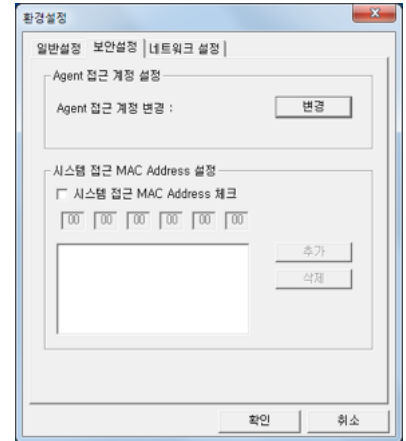 환경설정
일반설정 보안설정 네트워크 설정
Agent 접근 계정 설정
Agent 접근 계정 변경 : 변경
시스템 접근 MAC Address 설정
시스템 접근 MAC Address 체크
00 00 00 00 00 00
추가
삭제
확인 취소